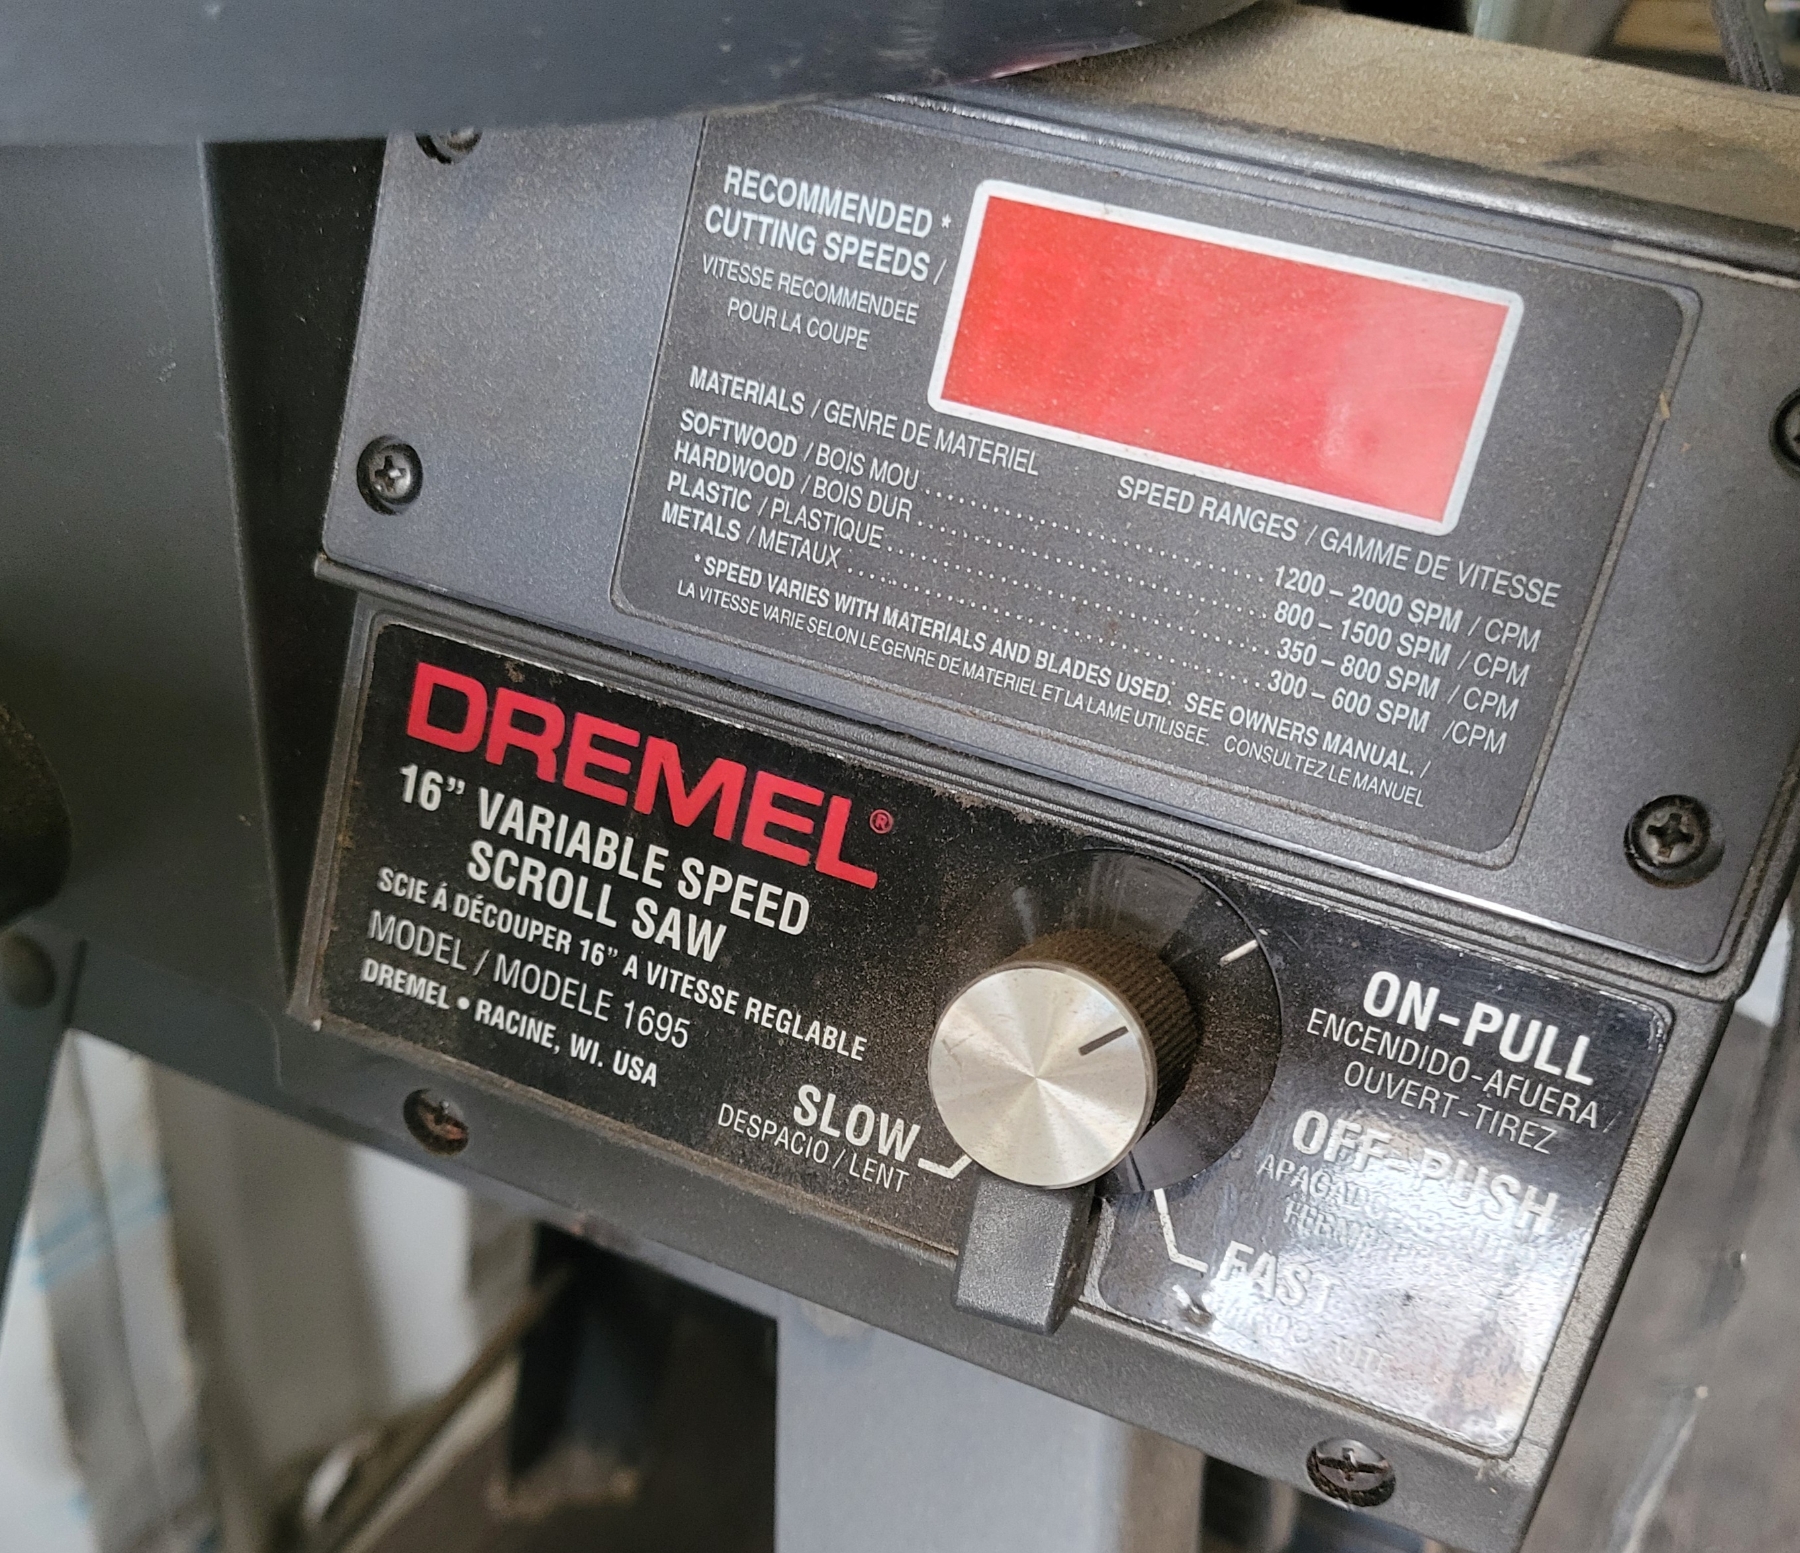 RECOMMENDED *
CUTTING SPEEDS /
VITESSE RECOMMENDEE
POUR LA COUPE
MATERIALS / GENRE DE MATERIEL SPEED RANGES / GAMME DE VITESSE
SOFTWOOD / BOIS MOU ........ 1200 – 2000 SPM / CPM
HARDWOOD / BOIS DUR ........ 800 – 1500 SPM / CPM
PLASTIC / PLASTIQUE ........ 350 – 800 SPM / CPM
METALS / METAUX ........ 300 – 600 SPM /CPM
*SPEED VARIES WITH MATERIALS AND BLADES USED. SEE OWNERS MANUAL. /
LA VITESSE VARIE SELON LE GENRE DE MATERIEL ET LA LAME UTILISEE. CONSULTEZ LE MANUEL
DREMEL®
16” VARIABLE SPEED
SCROLL SAW
SCIE Á DÉCOUPER 16” A VITESSE REGLABLE
MODEL / MODELE 1695
DREMEL • RACINE, WI. USA
SLOW
DESPACIO / LENT
ON-PULL
ENCENDIDO-AFUERA /
OUVERT-TIREZ
OFF-PUSH
FAST